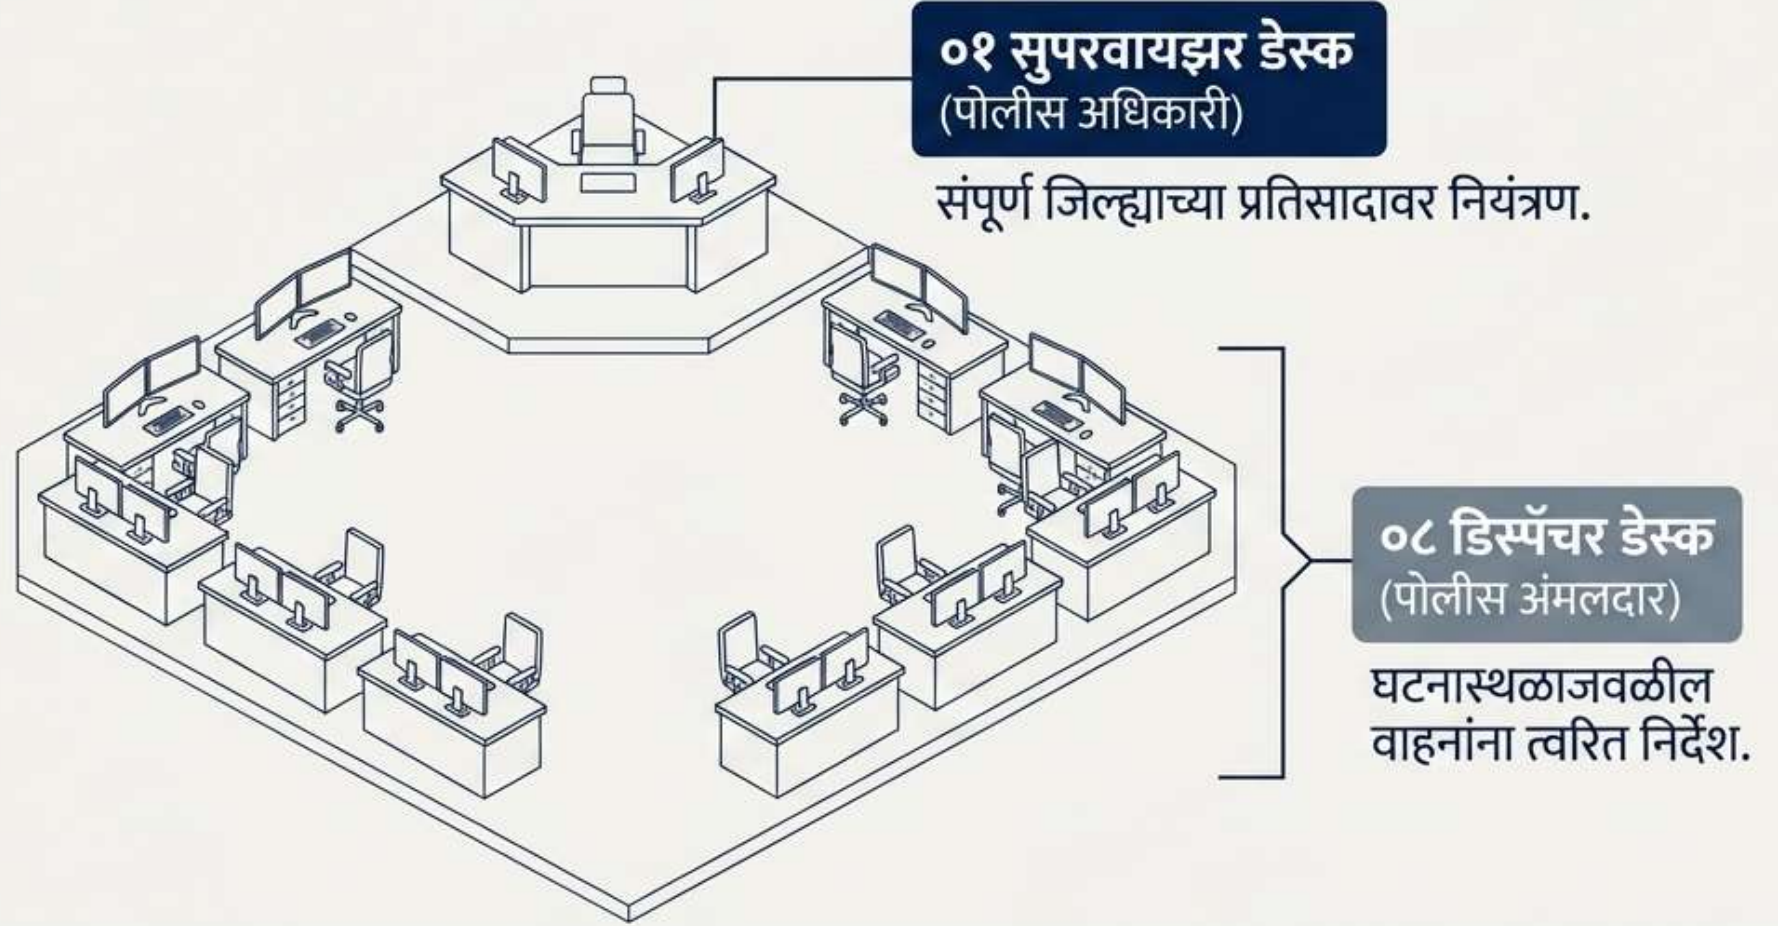 ०१ सुपरवायझर डेस्क
(पोलीस अधिकारी)
संपूर्ण जिल्ह्याच्या प्रतिसादावर नियंत्रण.
०८ डिस्पॅचर डेस्क
(पोलीस अंमलदार)
घटनास्थळाजवळील
वाहनांना त्वरित निर्देश.